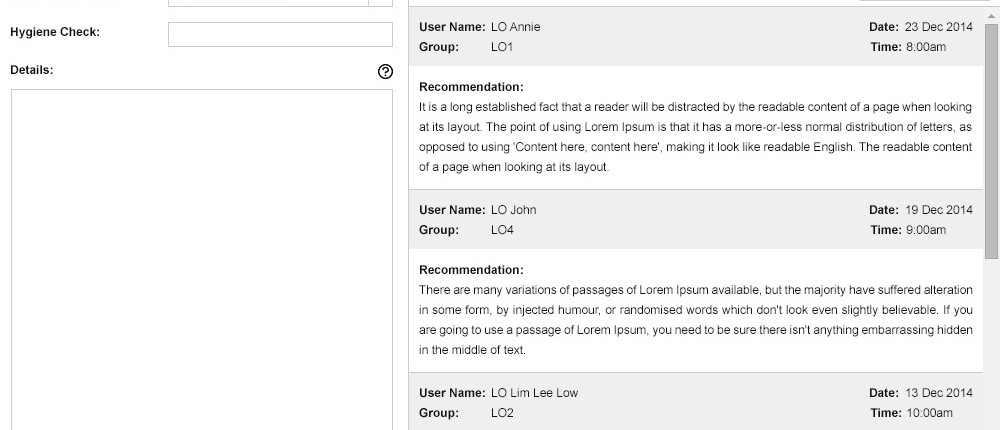 Hygiene Check:
Details:
?
User Name: LO Annie Date: 23 Dec 2014
Group: LO1 Time: 8:00am
Recommendation:
It is a long established fact that a reader will be distracted by the readable content of a page when looking
at its layout. The point of using Lorem Ipsum is that it has a more-or-less normal distribution of letters, as
opposed to using 'Content here, content here', making it look like readable English. The readable content
of a page when looking at its layout.
User Name: LO John Date: 19 Dec 2014
Group: LO4 Time: 9:00am
Recommendation:
There are many variations of passages of Lorem Ipsum available, but the majority have suffered alteration
in some form, by injected humour, or randomised words which don't look even slightly believable. If you
are going to use a passage of Lorem Ipsum, you need to be sure there isn't anything embarrassing hidden
in the middle of text.
User Name: LO Lim Lee Low Date: 13 Dec 2014
Group: LO2 Time: 10:00am